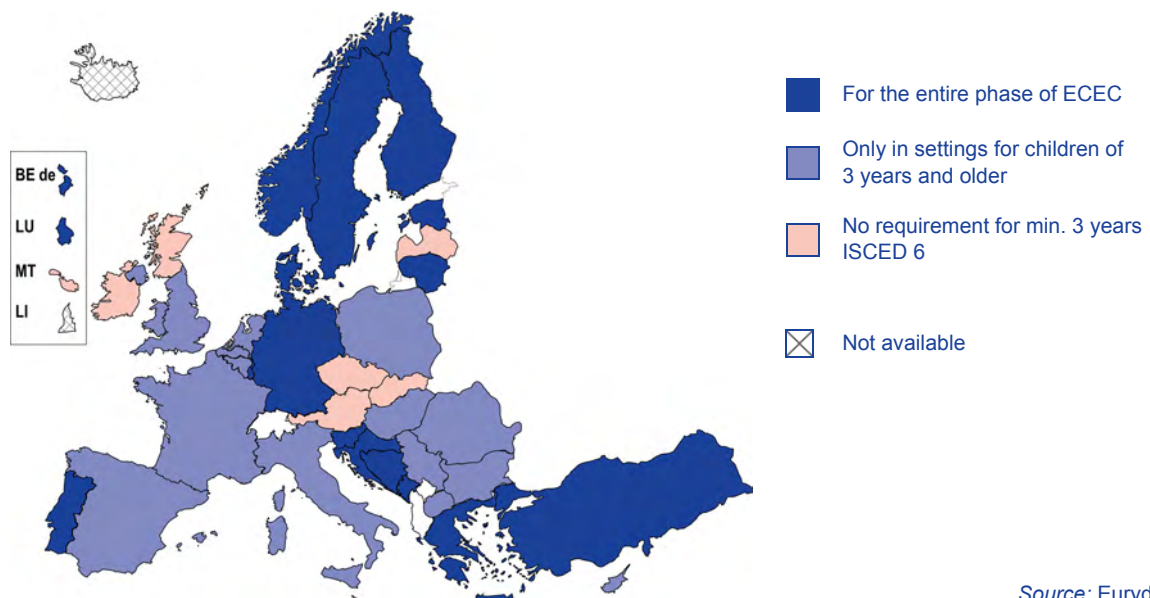 BE de
LU
MT
LI
For the entire phase of ECEC
Only in settings for children of
3 years and older
No requirement for min. 3 years
ISCED 6
Not available
Source: Euryd